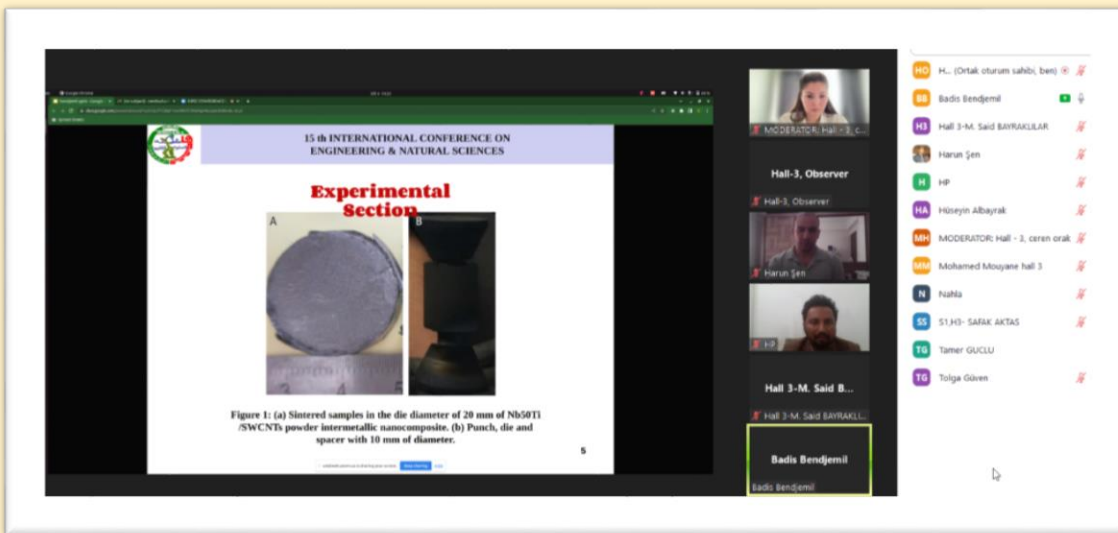 15 th INTERNATIONAL CONFERENCE ON
ENGINEERING & NATURAL SCIENCES
Experimental
Section
A
B
Figure 1: (a) Sintered samples in the die diameter of 20 mm of Nb50Ti
/SWCNTs powder intermetallic nanocomposite. (b) Punch, die and
spacer with 10 mm of diameter.
5
MODERATOR: Hall - 3, c...
Hall-3, Observer
Hall-3, Observer
Harun Şen
HP
Hall 3-M. Said B...
Hall 3-M. Said BAYRAKLI...
Badis Bendjemil
Badis Bendjemil
HO H... (Ortak oturum sahibi, ben)
BB Badis Bendjemil
H3 Hall 3-M. Said BAYRAKLILAR
Harun Şen
H HP
HA Hüseyin Albayrak
MH MODERATOR: Hall - 3, ceren orak
MM Mohamed Mouyane hall 3
N Nahla
SS S1,H3- SAFAK AKTAS
TG Tamer GUCLU
TG Tolga Güven